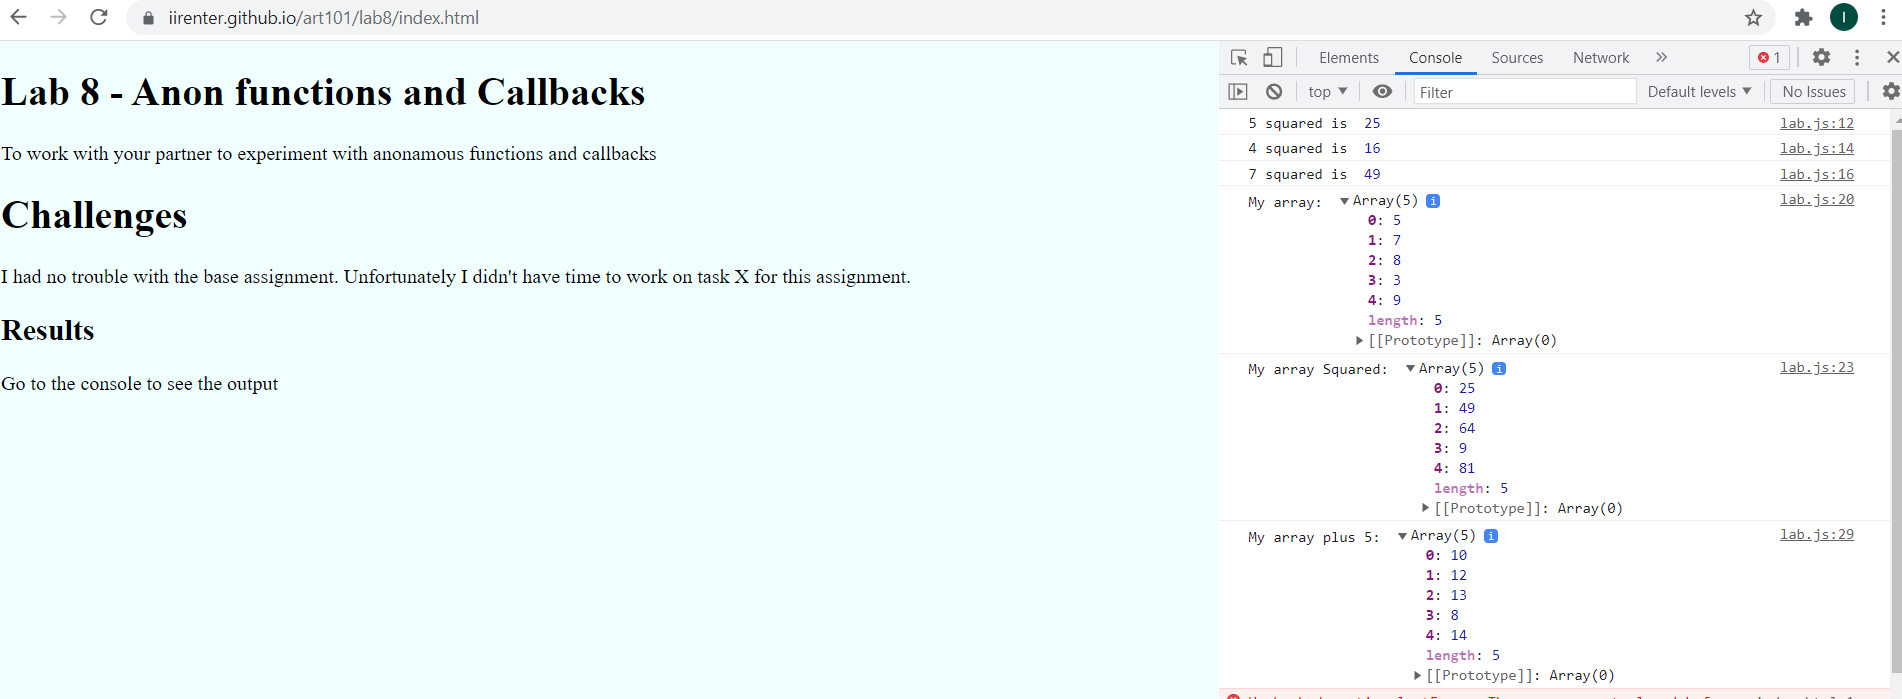 iirenter.github.io/art101/lab8/index.html
I
Lab 8 - Anon functions and Callbacks
To work with your partner to experiment with anonamous functions and callbacks
Challenges
I had no trouble with the base assignment. Unfortunately I didn't have time to work on task X for this assignment.
Results
Go to the console to see the output
Elements Console Sources Network » 1
top Filter Default levels No Issues
5 squared is 25 lab.js:12
4 squared is 16 lab.js:14
7 squared is 49 lab.js:16
My array: Array(5) i lab.js:20
0: 5
1: 7
2: 8
3: 3
4: 9
length: 5
[[Prototype]]: Array(0)
My array Squared: Array(5) i lab.js:23
0: 25
1: 49
2: 64
3: 9
4: 81
length: 5
[[Prototype]]: Array(0)
My array plus 5: Array(5) i lab.js:29
0: 10
1: 12
2: 13
3: 8
4: 14
length: 5
[[Prototype]]: Array(0)